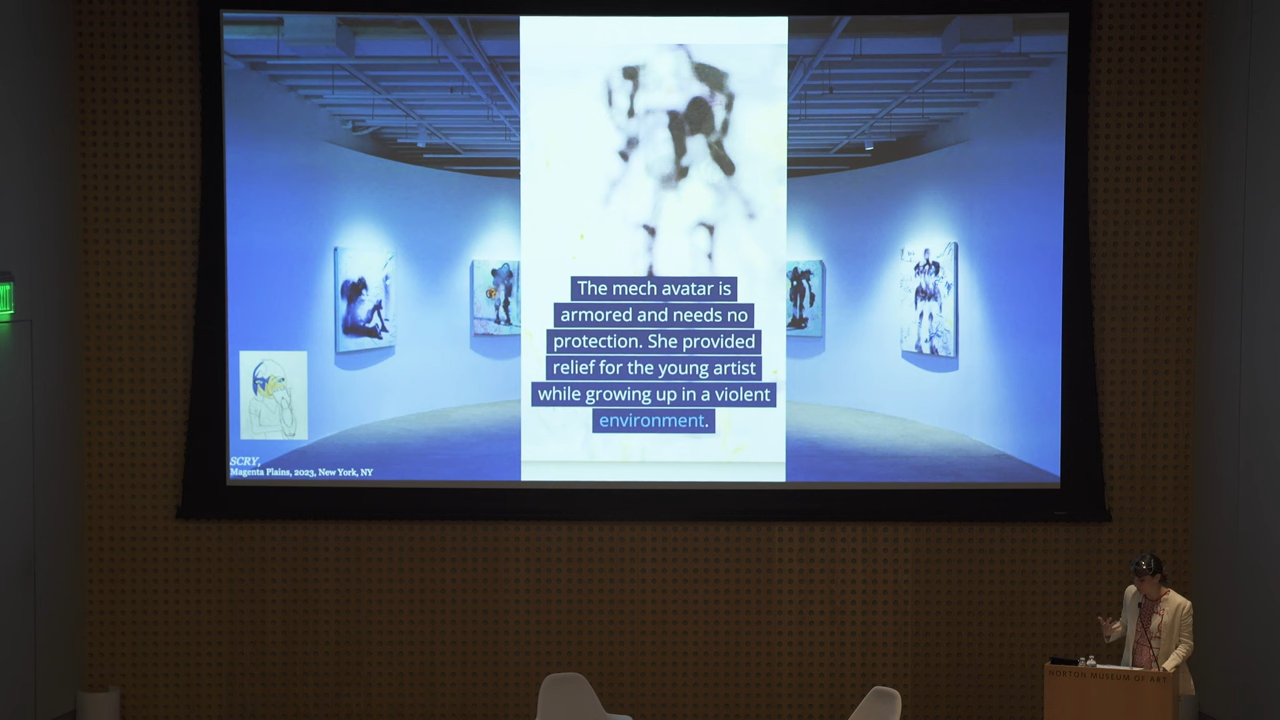 EXIT
The mech avatar is
armored and needs no
protection. She provided
relief for the young artist
while growing up in a violent
environment.
SCRY,
Magenta Plains, 2023, New York, NY
NORTON MUSEUM OF ART